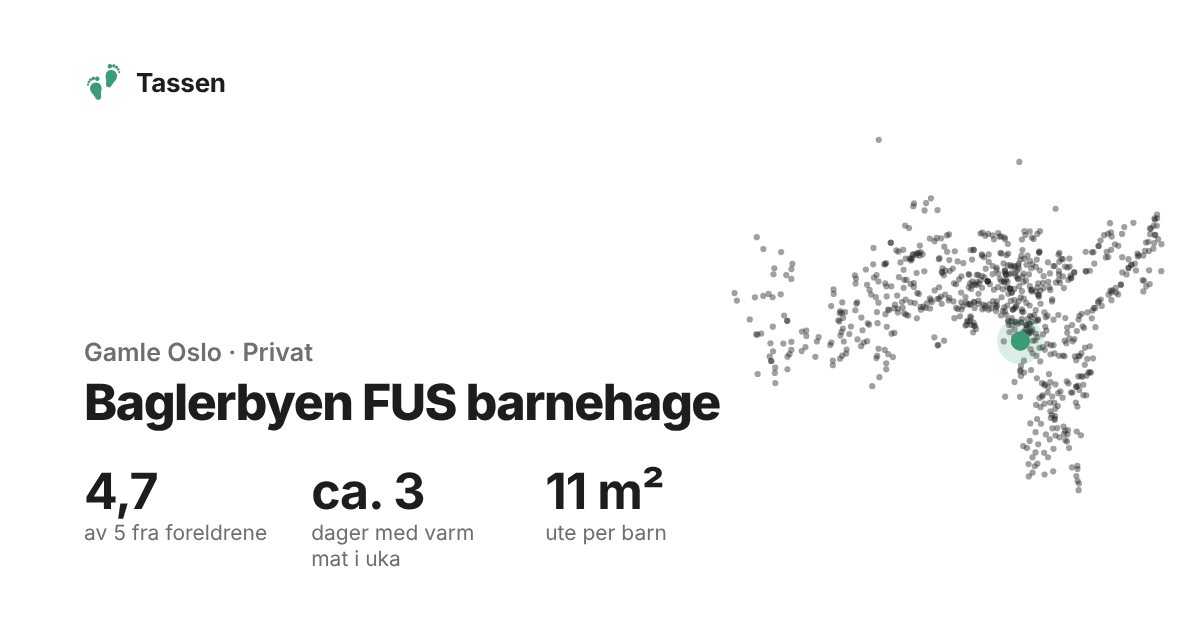 Tassen
Gamle Oslo · Privat
Baglerbyen FUS barnehage
4,7
av 5 fra foreldrene
ca. 3
dager med varm
mat i uka
11 m²
ute per barn